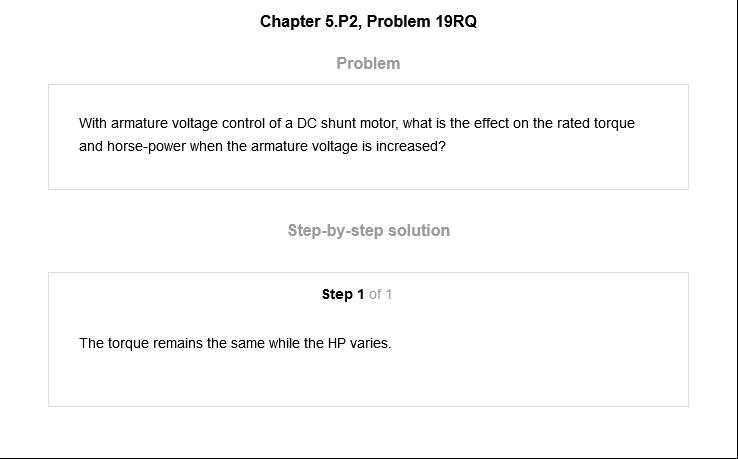 Chapter 5.P2, Problem 19RQ
Problem
With armature voltage control of a DC shunt motor, what is the effect on the rated torque
and horse-power when the armature voltage is increased?
Step-by-step solution
Step 1 of 1
The torque remains the same while the HP varies.